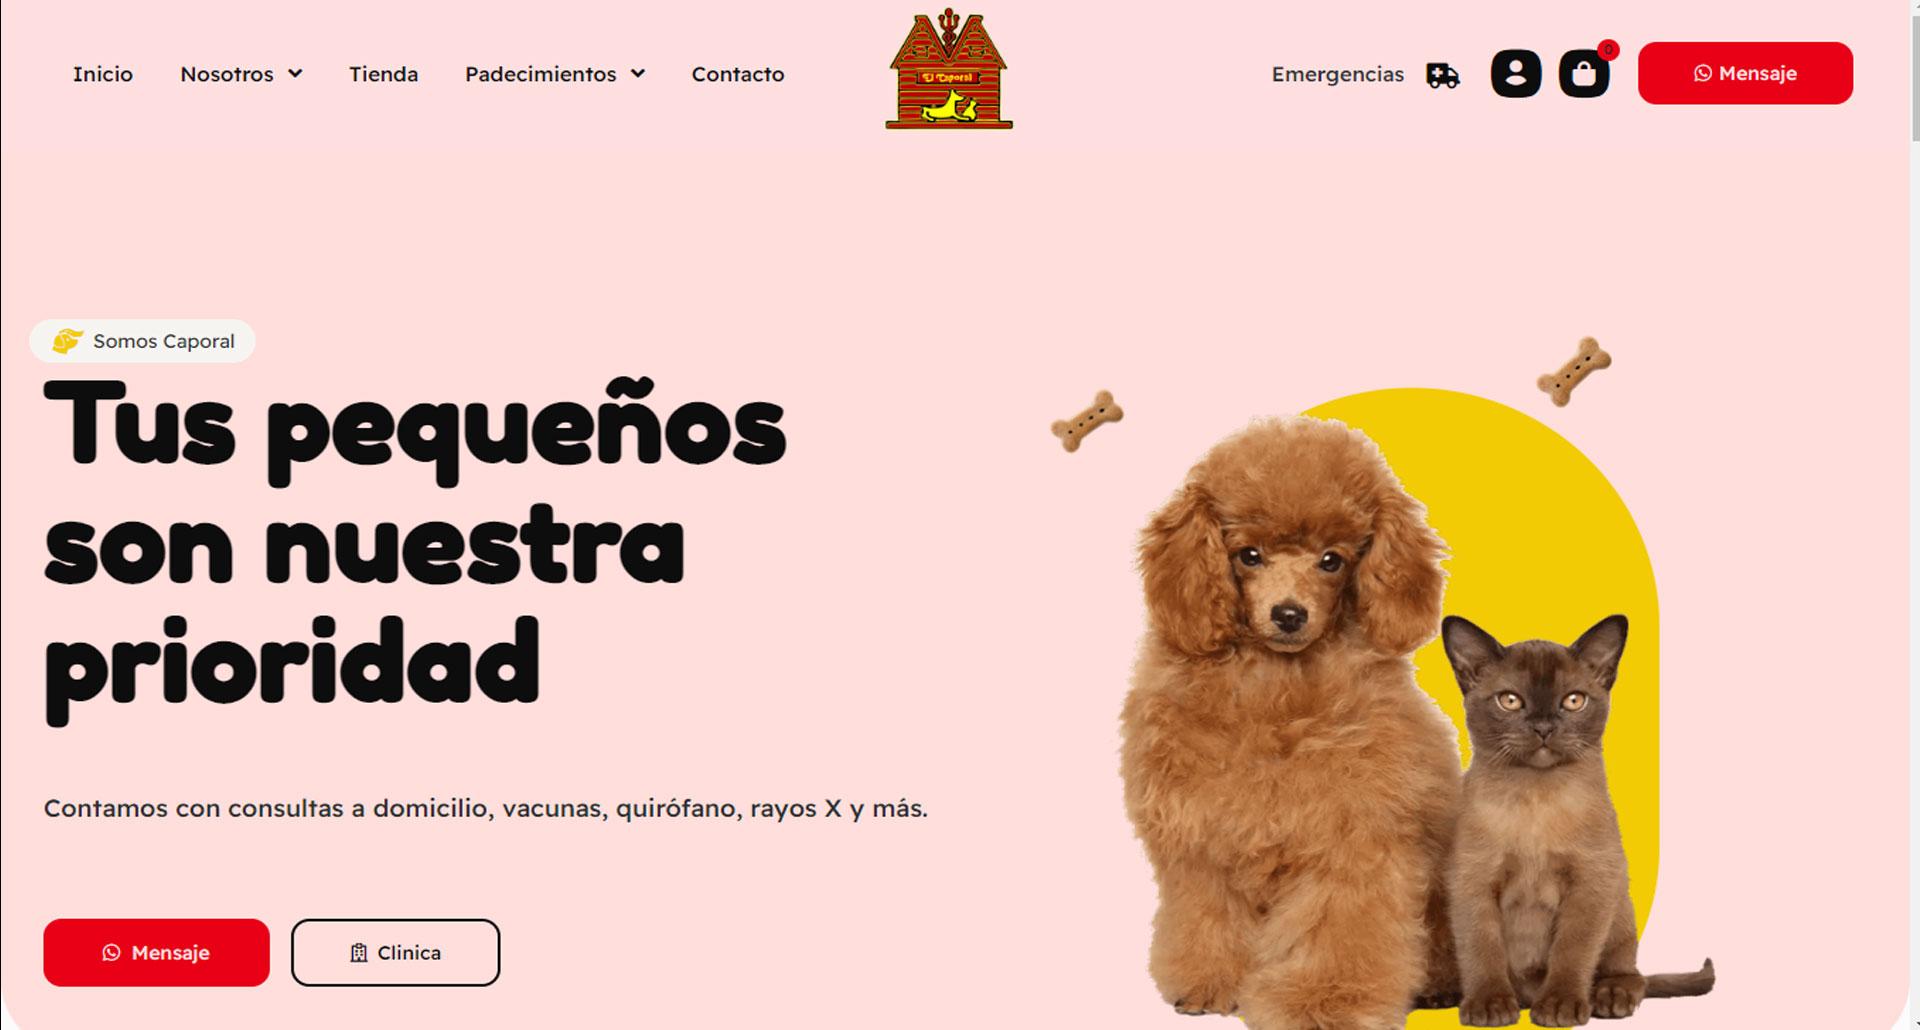 Inicio Nosotros Tienda Padecimientos Contacto
El Caporal
Emergencias
0
Mensaje
Somos Caporal
Tus pequeños
son nuestra
prioridad
Contamos con consultas a domicilio, vacunas, quirófano, rayos X y más.
Mensaje
Clinica